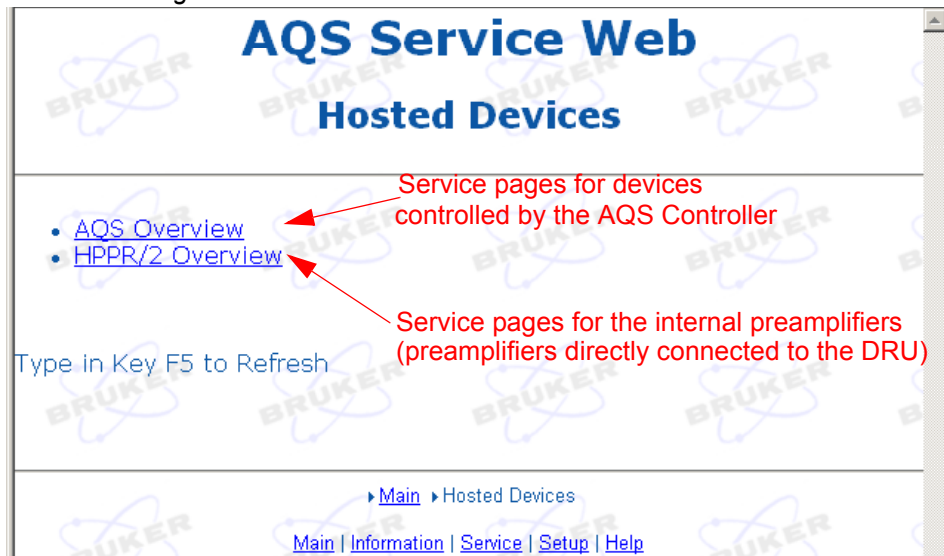 AQS Service Web
Hosted Devices
Service pages for devices
controlled by the AQS Controller
• AQS Overview
• HPPR/2 Overview
Service pages for the internal preamplifiers
(preamplifiers directly connected to the DRU)
Type in Key F5 to Refresh
Main Hosted Devices
Main | Information | Service | Setup | Help
BRUKER